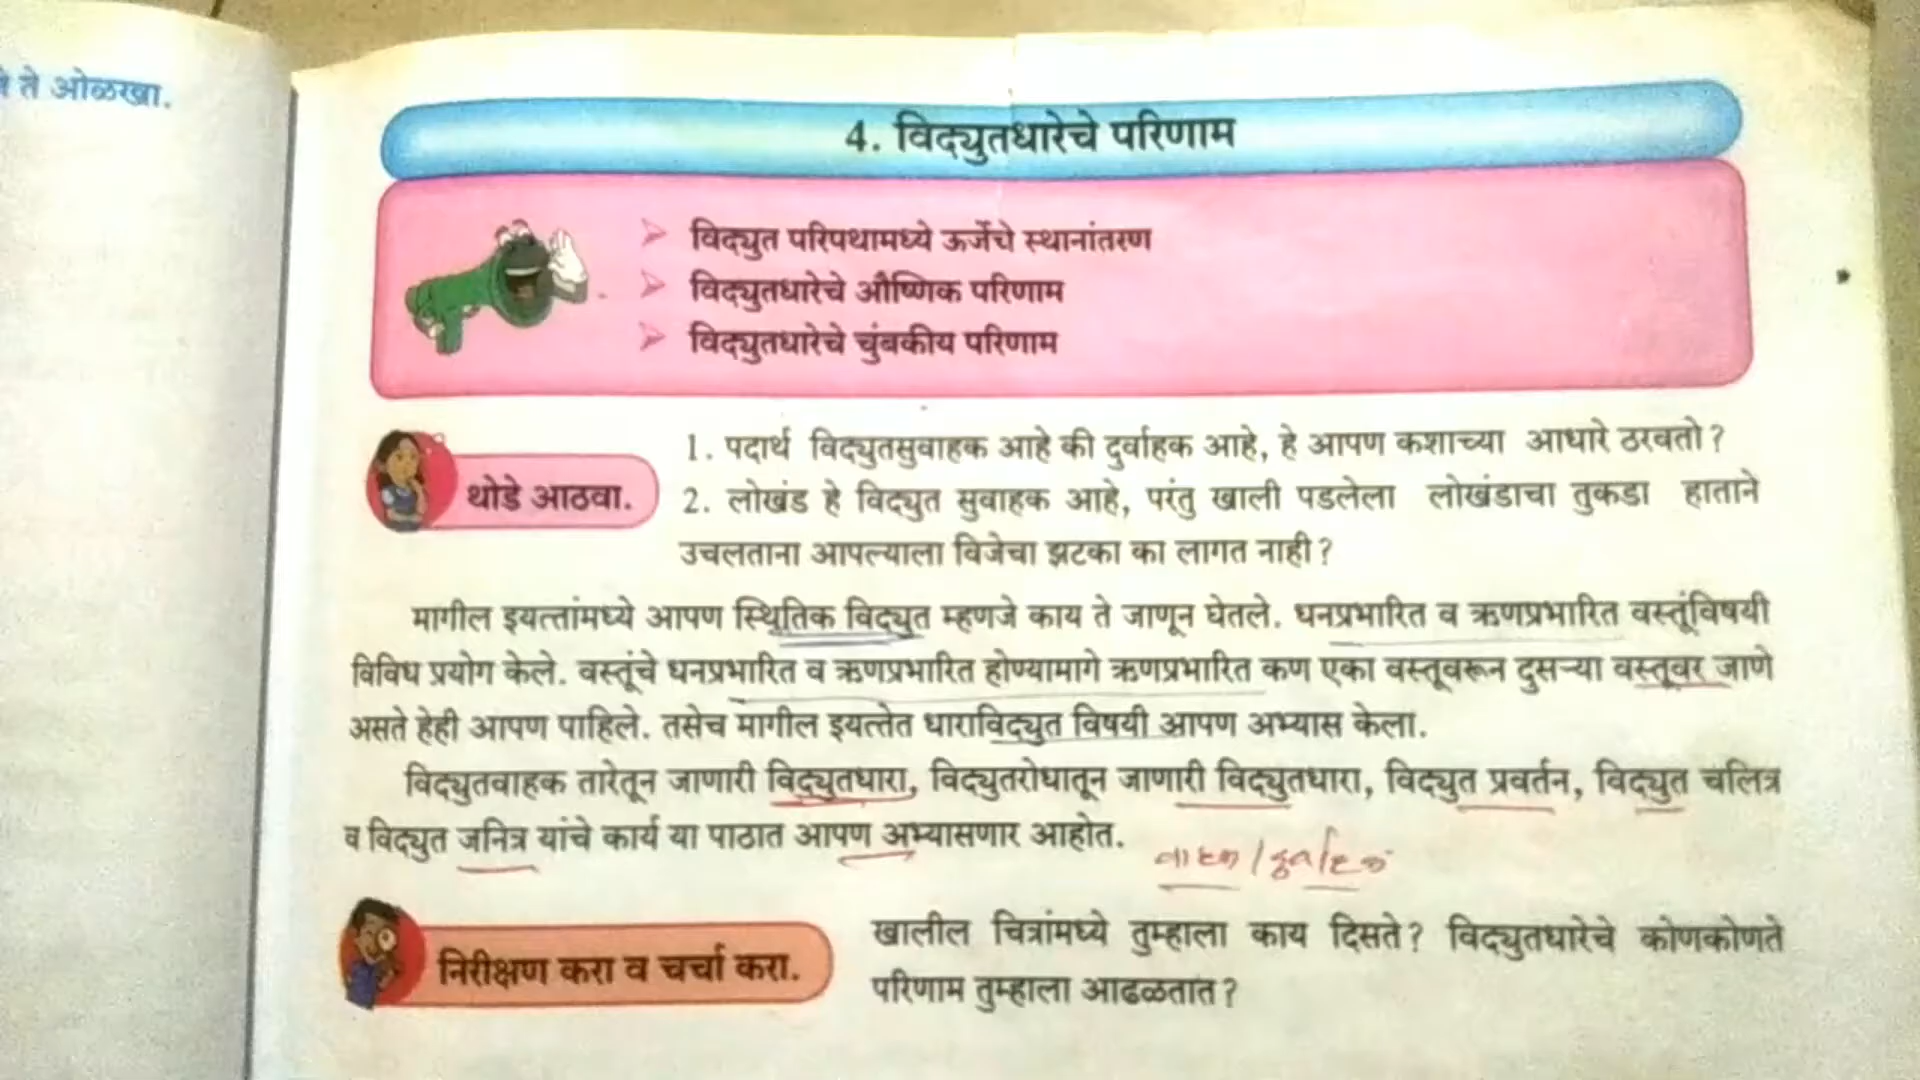 ते ओळखा.
4. विद्युतधारेचे परिणाम
विद्युत परिपथामध्ये ऊर्जेचे स्थानांतरण
विद्युतधारेचे औष्णिक परिणाम
विद्युतधारेचे चुंबकीय परिणाम
थोडे आठवा.
1. पदार्थ विद्युतसुवाहक आहे की दुर्वाहक आहे, हे आपण कशाच्या आधारे ठरवतो?
2. लोखंड हे विद्युत सुवाहक आहे, परंतु खाली पडलेला लोखंडाचा तुकडा हाताने
उचलताना आपल्याला विजेचा झटका का लागत नाही?
मागील इयत्तांमध्ये आपण स्थितिक विद्युत म्हणजे काय ते जाणून घेतले. धनप्रभारित व ऋणप्रभारित वस्तूंविषयी
विविध प्रयोग केले. वस्तूंचे धनप्रभारित व ऋणप्रभारित होण्यामागे ऋणप्रभारित कण एका वस्तूवरून दुसऱ्या वस्तूवर जाणे
असते हेही आपण पाहिले. तसेच मागील इयत्तेत धाराविद्युत विषयी आपण अभ्यास केला.
विद्युतवाहक तारेतून जाणारी विद्युतधारा, विद्युतरोधातून जाणारी विद्युतधारा, विद्युत प्रवर्तन, विद्युत चलित्र
व विद्युत जनित्र यांचे कार्य या पाठात आपण अभ्यासणार आहोत.
वाहक / दुर्वाहक
निरीक्षण करा व चर्चा करा.
खालील चित्रांमध्ये तुम्हाला काय दिसते? विद्युतधारेचे कोणकोणते
परिणाम तुम्हाला आढळतात?